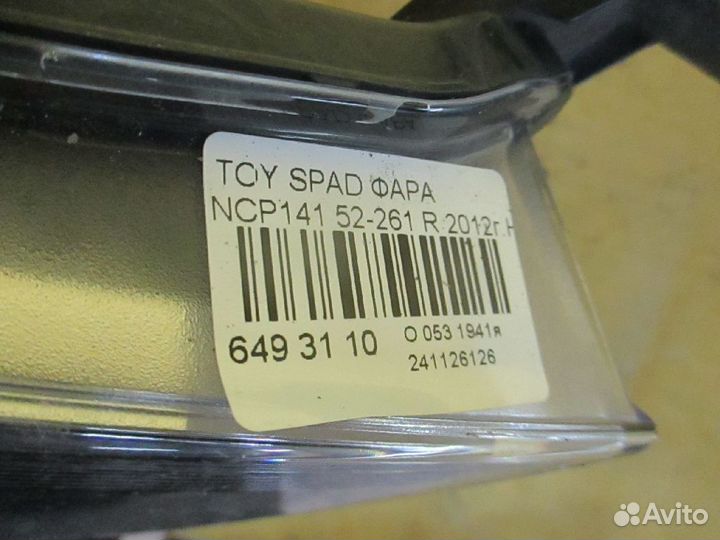 TOY SPAD ФАРА
NCP141 52-261 R 2012г.Н
649 31 10
О 053 1941я
241126126
Avito